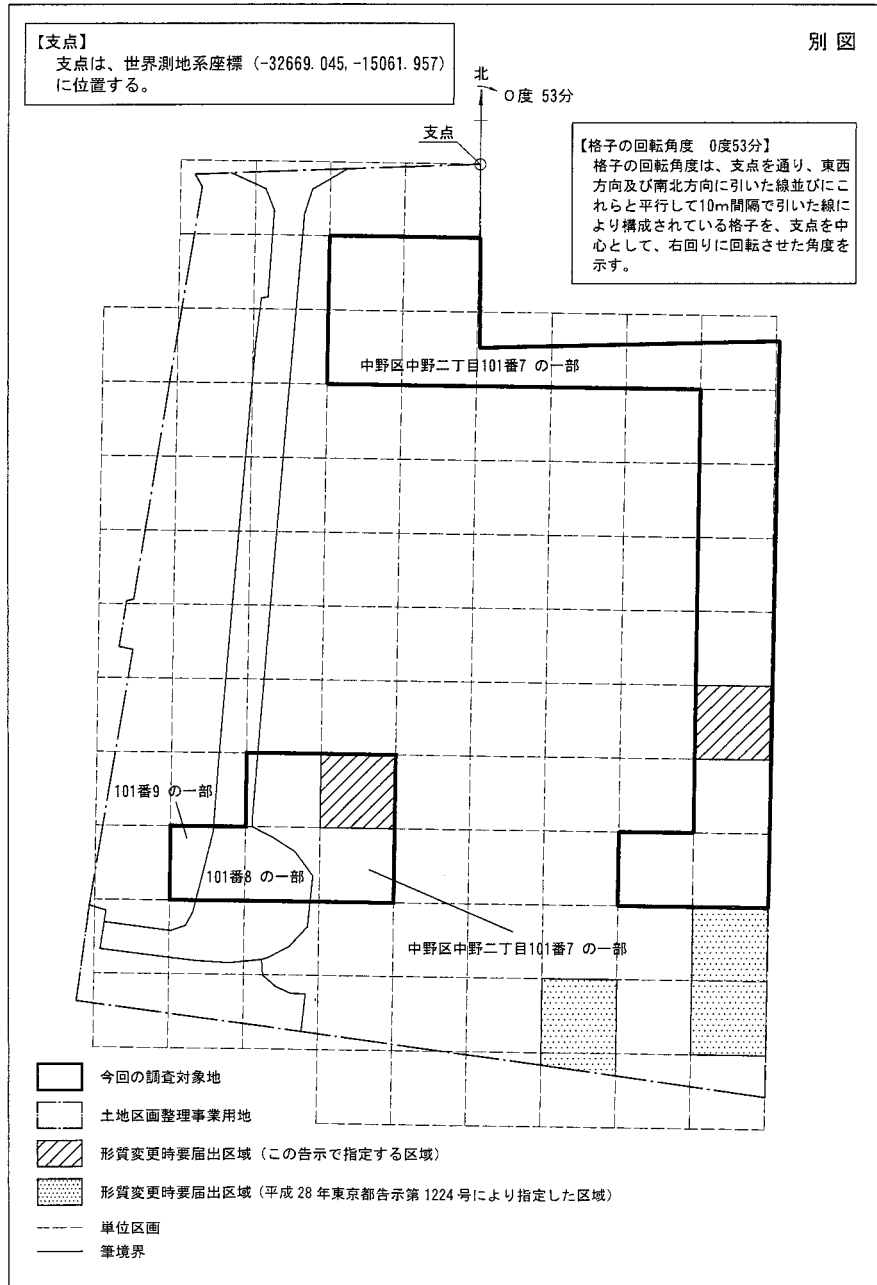 別図
【支点】
支点は、世界測地系座標（-32669.045,-15061.957）
に位置する。
北
0度 53分
支点
【格子の回転角度　0度53分】
格子の回転角度は、支点を通り、東西
方向及び南北方向に引いた線並びにこ
れらと平行して10m間隔で引いた線に
より構成されている格子を、支点を中
心として、右回りに回転させた角度を
示す。
中野区中野二丁目101番7 の一部
101番9 の一部
101番8 の一部
中野区中野二丁目101番7 の一部
今回の調査対象地
土地区画整理事業用地
形質変更時要届出区域（この告示で指定する区域）
形質変更時要届出区域（平成28年東京都告示第1224号により指定した区域）
単位区画
筆境界